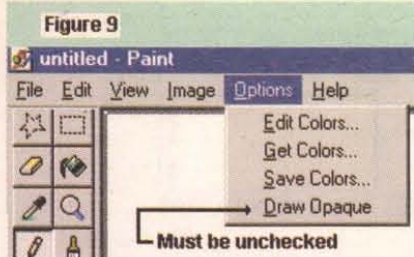 Figure 9
untitled - Paint
File Edit View Image Options Help
Edit Colors...
Get Colors...
Save Colors...
Draw Opaque
Must be unchecked